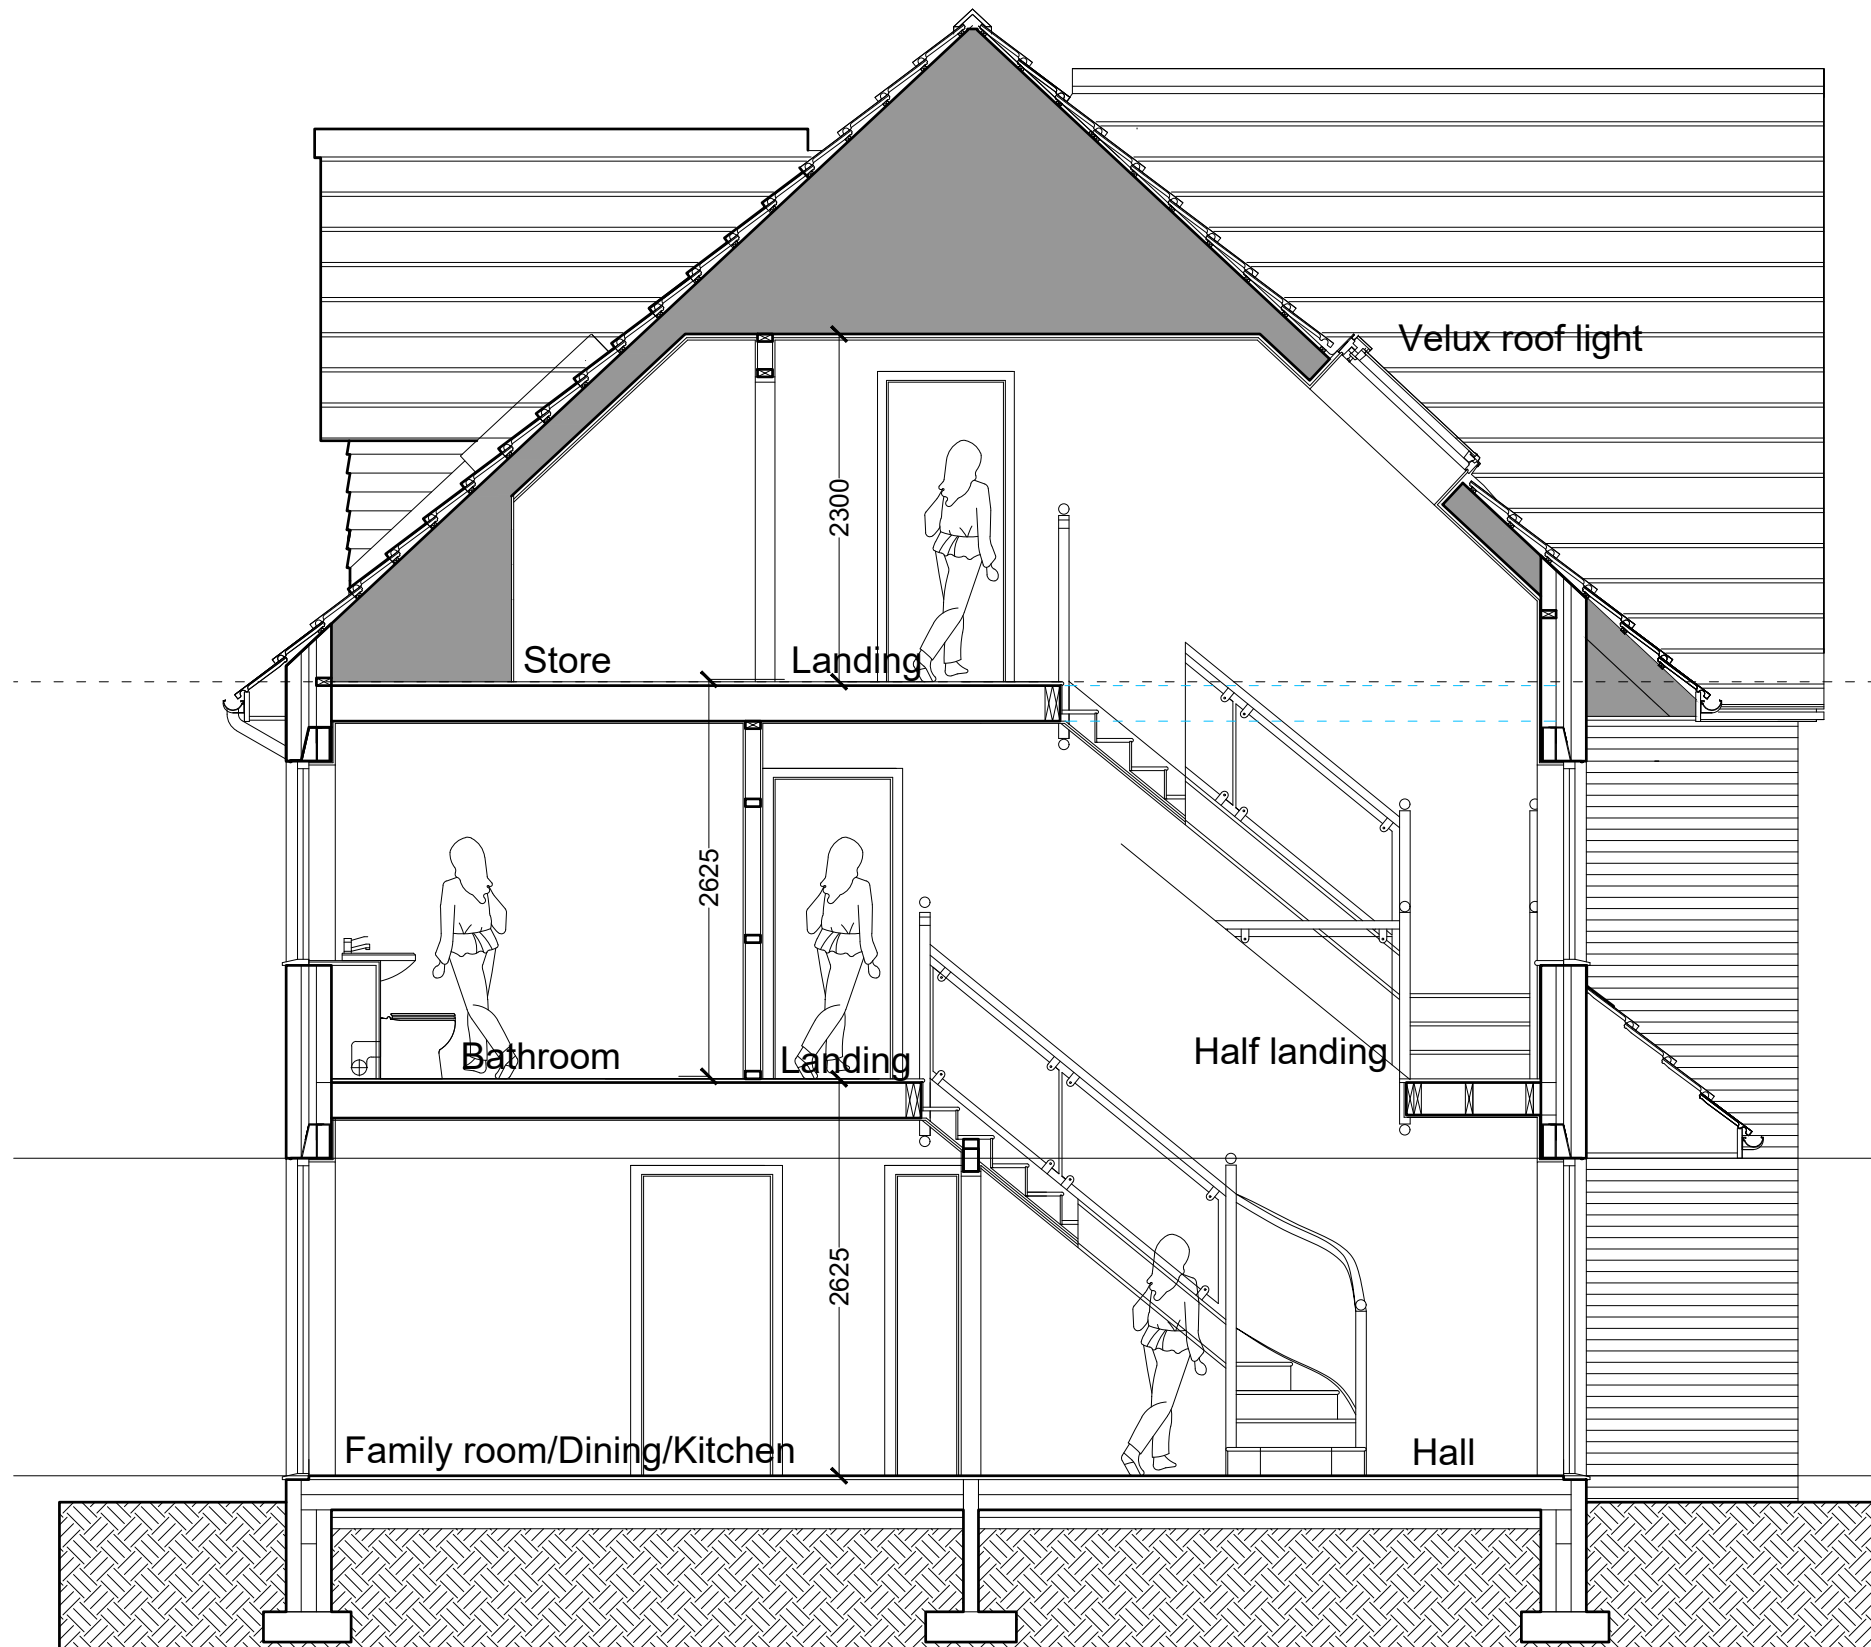 Velux roof light
2300
Store
Landing
2625
Bathroom
Landing
Half landing
2625
Family room/Dining/Kitchen
Hall